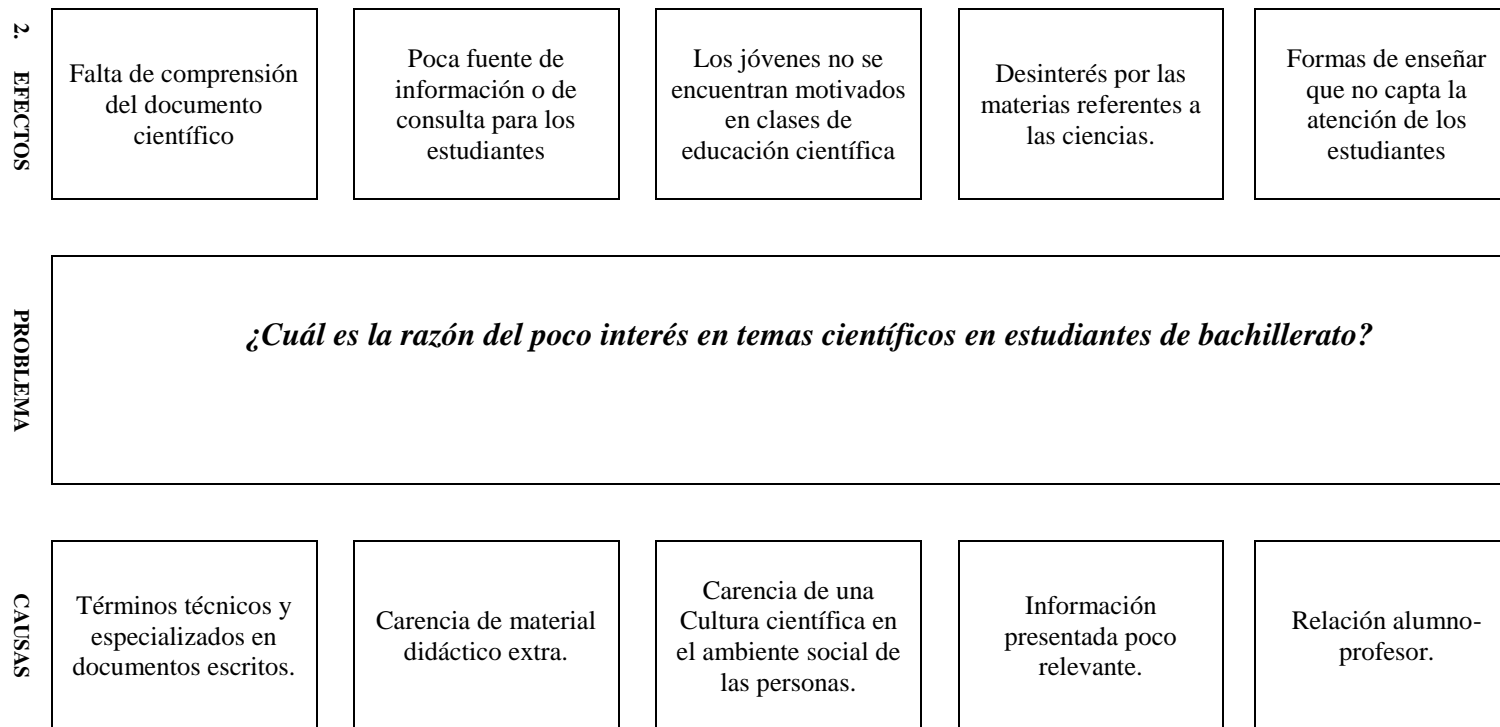 2. EFECTOS
Falta de comprensión
del documento
científico
Poca fuente de
información o de
consulta para los
estudiantes
Los jóvenes no se
encuentran motivados
en clases de
educación científica
Desinterés por las
materias referentes a
las ciencias.
Formas de enseñar
que no capta la
atención de los
estudiantes
PROBLEMA
¿Cuál es la razón del poco interés en temas científicos en estudiantes de bachillerato?
CAUSAS
Términos técnicos y
especializados en
documentos escritos.
Carencia de material
didáctico extra.
Carencia de una
Cultura científica en
el ambiente social de
las personas.
Información
presentada poco
relevante.
Relación alumno-
profesor.